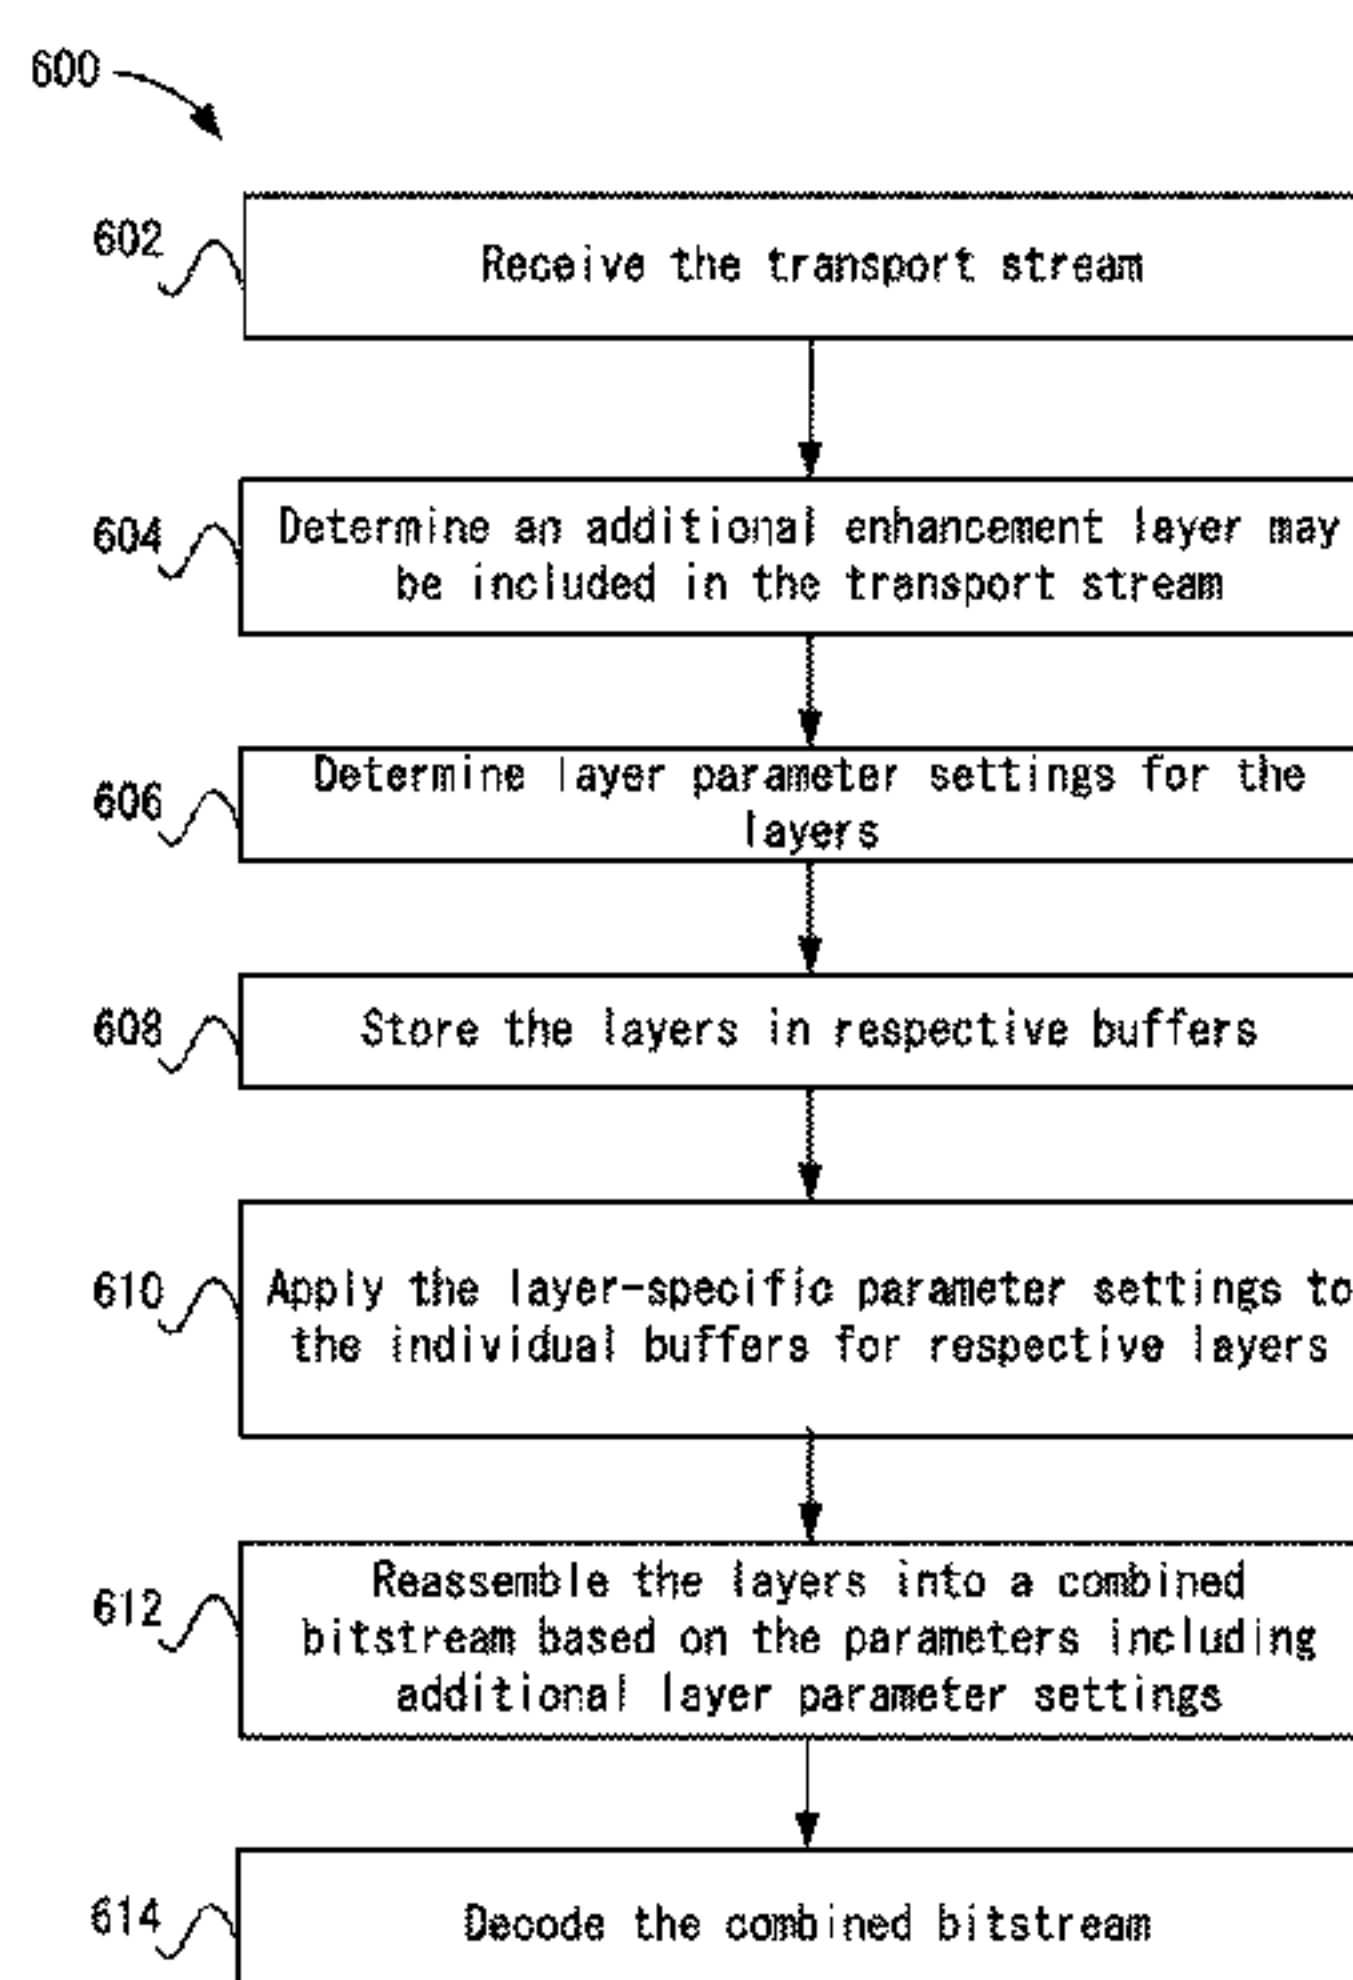 600
602
Receive the transport stream
604
Determine an additional enhancement layer may
be included in the transport stream
606
Determine layer parameter settings for the
layers
608
Store the layers in respective buffers
610
Apply the layer-specific parameter settings to
the individual buffers for respective layers
612
Reassemble the layers into a combined
bitstream based on the parameters including
additional layer parameter settings
614
Decode the combined bitstream